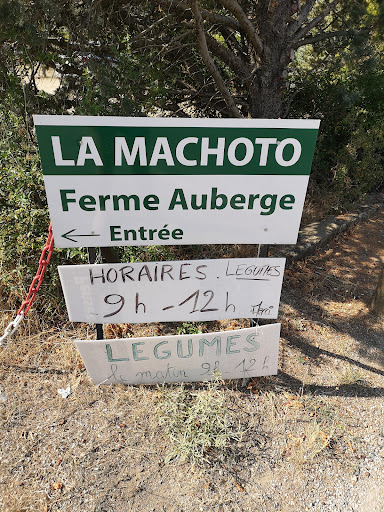 LA MACHOTO
Ferme Auberge
← Entrée
HORAIRES. LEGUMES
9h - 12h
LEGUMES
le matin 9h - 12h